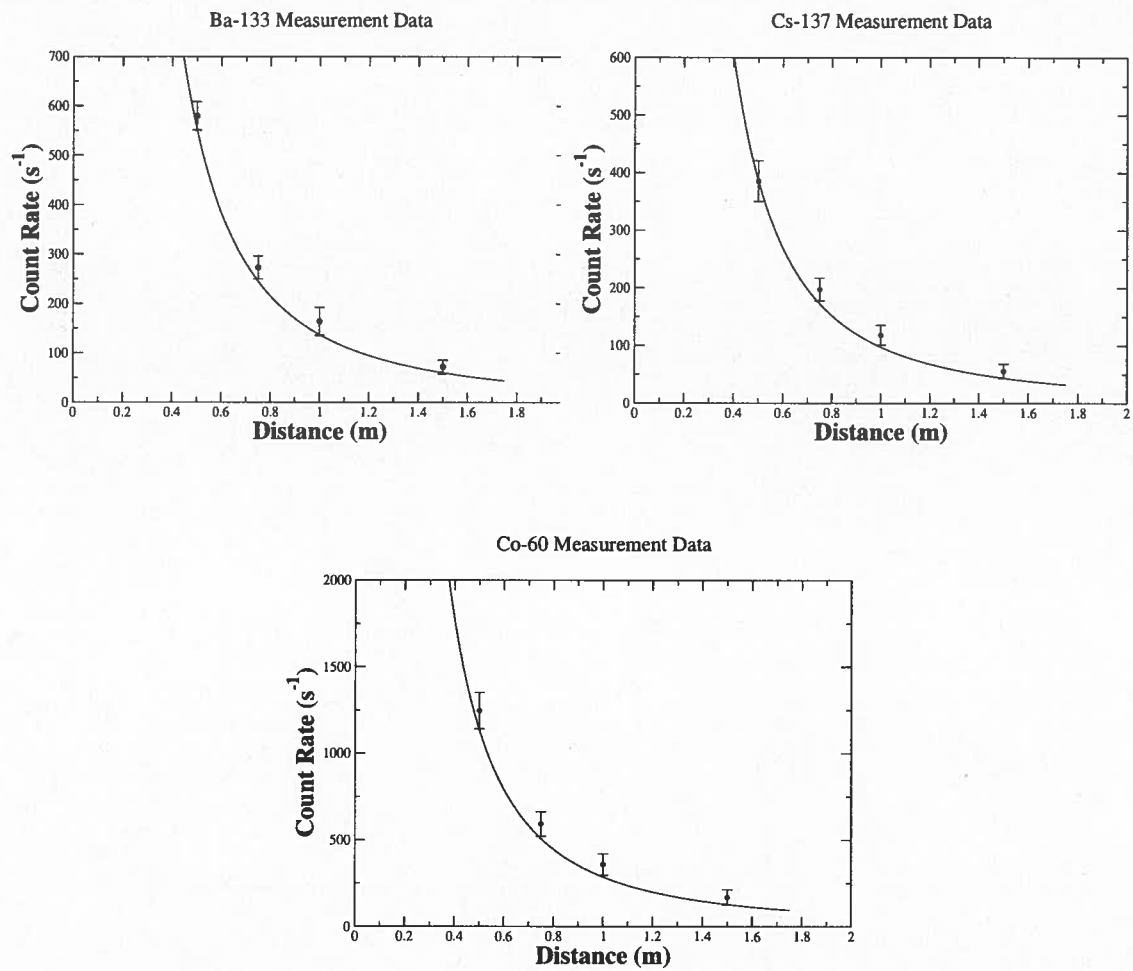 Ba-133 Measurement Data
700
600
500
400
300
200
100
0
Count Rate (s⁻¹)
0 0.2 0.4 0.6 0.8 1 1.2 1.4 1.6 1.8
Distance (m)
Cs-137 Measurement Data
600
500
400
300
200
100
0
Count Rate (s⁻¹)
0 0.2 0.4 0.6 0.8 1 1.2 1.4 1.6 1.8 2
Distance (m)
Co-60 Measurement Data
2000
1500
1000
500
0
Count Rate (s⁻¹)
0 0.2 0.4 0.6 0.8 1 1.2 1.4 1.6 1.8 2
Distance (m)